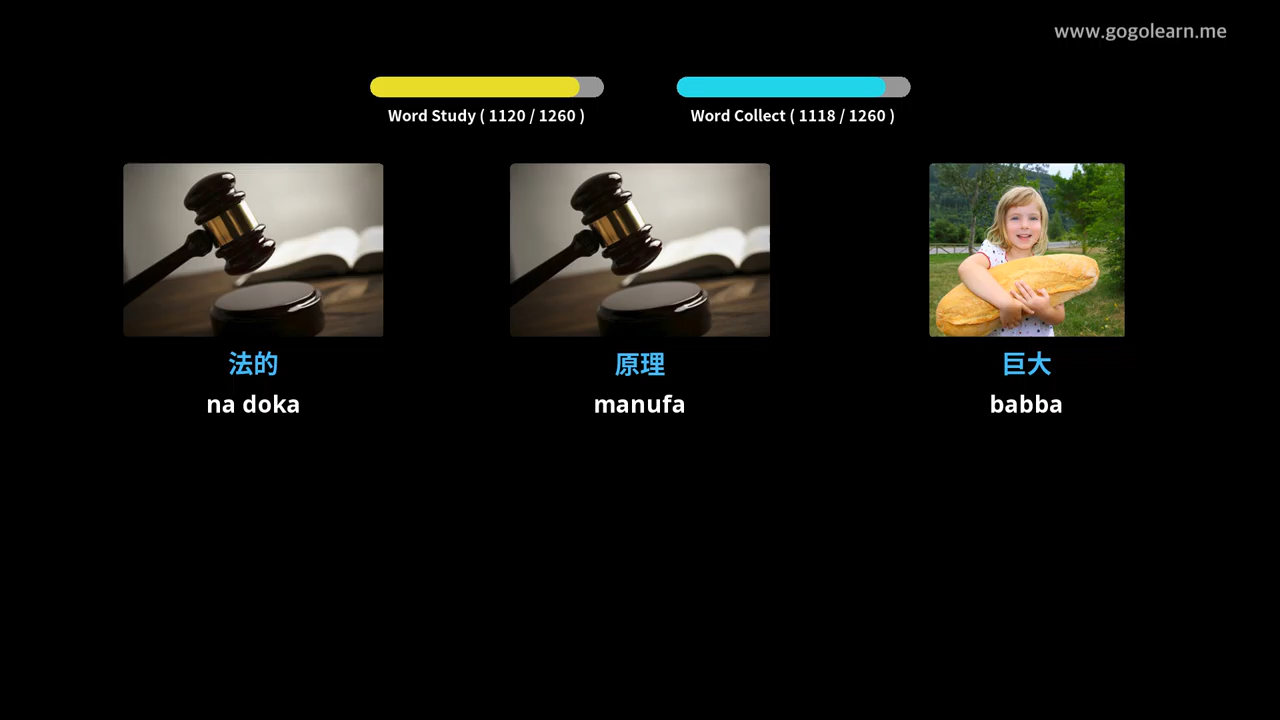 www.gogolearn.me
Word Study ( 1120 / 1260 )
Word Collect ( 1118 / 1260 )
法的
原理
巨大
na doka
manufa
babba